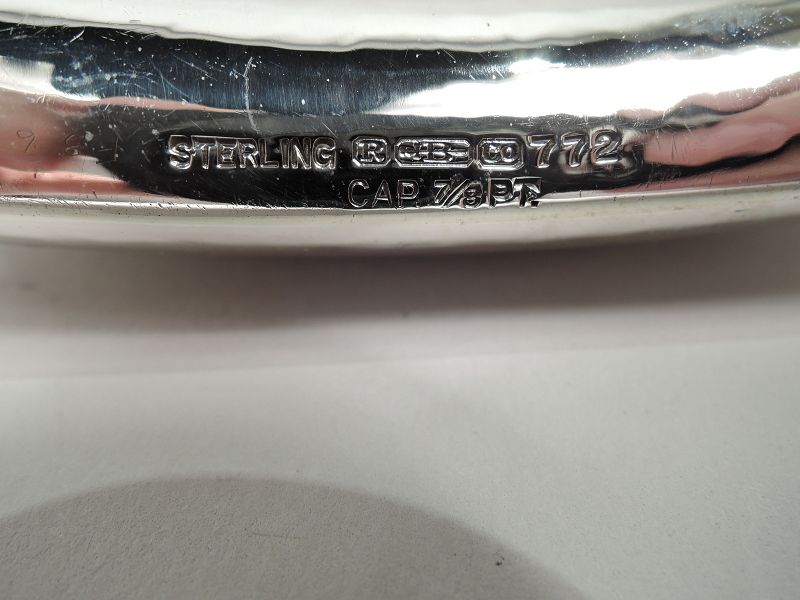 STERLING R C·B CO 772
CAP. 7/8 PT.